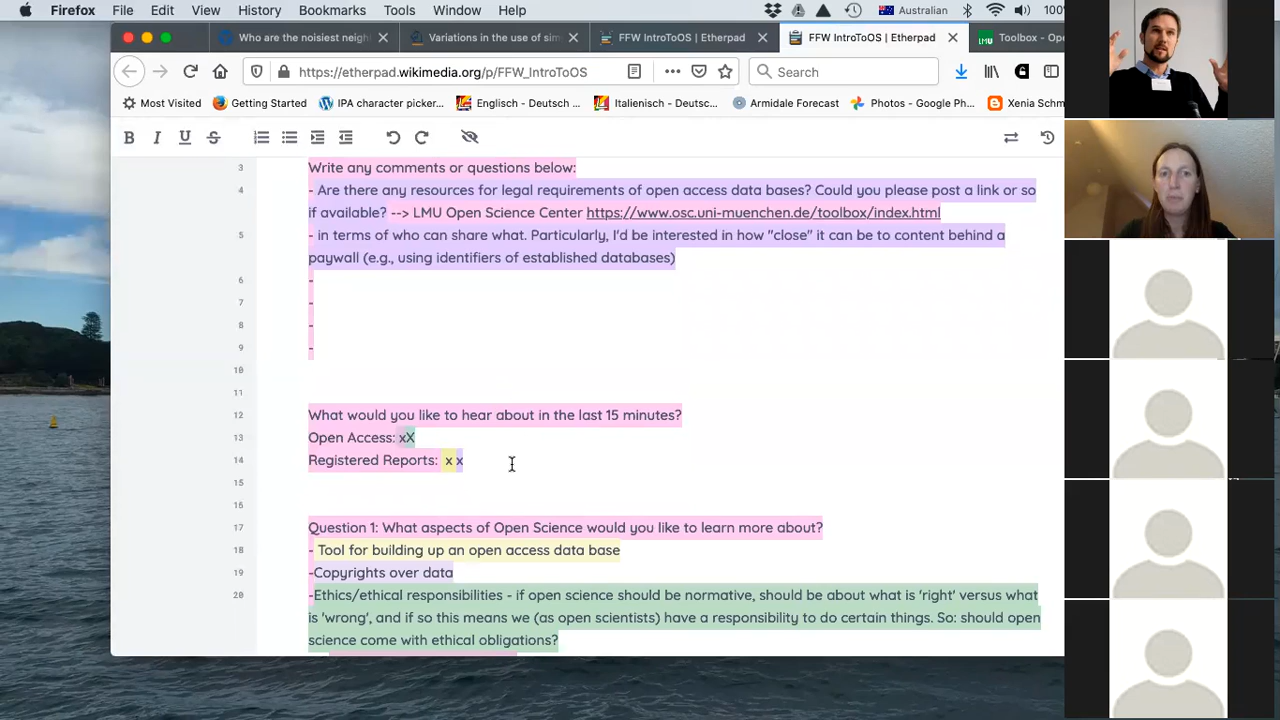 Firefox File Edit View History Bookmarks Tools Window Help Australian 100%
Who are the noisiest neigh Variations in the use of sim FFW IntroToOS | Etherpad FFW IntroToOS | Etherpad Toolbox - Ope
https://etherpad.wikimedia.org/p/FFW_IntroToOS Search
Most Visited Getting Started IPA character picker... Englisch - Deutsch ... Italienisch - Deutsc... Armidale Forecast Photos - Google Ph... Xenia Schm
3 Write any comments or questions below:
4 - Are there any resources for legal requirements of open access data bases? Could you please post a link or so
if available? --> LMU Open Science Center https://www.osc.uni-muenchen.de/toolbox/index.html
5 - in terms of who can share what. Particularly, I'd be interested in how "close" it can be to content behind a
paywall (e.g., using identifiers of established databases)
6 -
7 -
8 -
9 -
10
11
12 What would you like to hear about in the last 15 minutes?
13 Open Access: xX
14 Registered Reports: x x
15
16
17 Question 1: What aspects of Open Science would you like to learn more about?
18 - Tool for building up an open access data base
19 -Copyrights over data
20 -Ethics/ethical responsibilities - if open science should be normative, should be about what is 'right' versus what
is 'wrong', and if so this means we (as open scientists) have a responsibility to do certain things. So: should open
science come with ethical obligations?